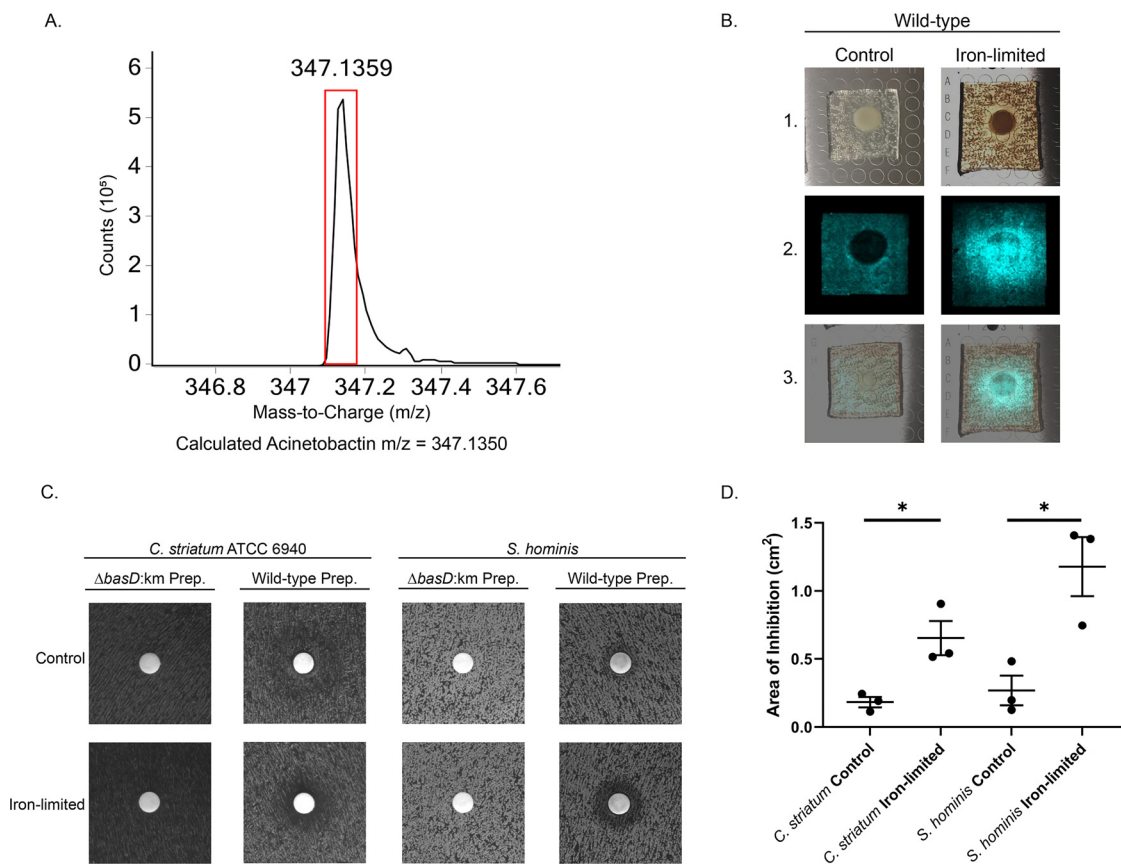 A.
347.1359
6
5
4
3
2
1
0
Counts (10⁵)
346.8 347 347.2 347.4 347.6
Mass-to-Charge (m/z)
Calculated Acinetobactin m/z = 347.1350
B.
Wild-type
Control Iron-limited
1.
2.
3.
A
B
C
D
E
F
C.
C. striatum ATCC 6940 S. hominis
ΔbasD:km Prep. Wild-type Prep. ΔbasD:km Prep. Wild-type Prep.
Control
Iron-limited
D.
* *
1.5
1.0
0.5
0.0
Area of Inhibition (cm²)
C. striatum Control
C. striatum Iron-limited
S. hominis Control
S. hominis Iron-limited